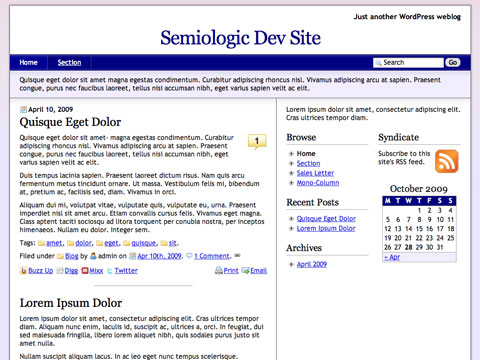 Just another WordPress weblog
Semiologic Dev Site
Home Section Search Go
Quisque eget dolor sit amet magna egestas condimentum. Curabitur adipiscing rhoncus nisl. Vivamus adipiscing arcu at sapien. Praesent
congue, purus nec faucibus laoreet, tellus nisi accumsan nibh, eget varius sapien velit ac elit.
April 10, 2009
Quisque Eget Dolor
Quisque eget dolor sit amet- magna egestas condimentum. Curabitur
adipiscing rhoncus nisl. Vivamus adipiscing arcu at sapien. Praesent
congue, purus nec faucibus laoreet, tellus nisi accumsan nibh, eget
varius sapien velit ac elit.
1
Duis tempus lacinia sapien. Praesent laoreet dictum risus. Nam quis arcu
fermentum metus tincidunt ornare. Ut massa. Vestibulum felis mi, bibendum
at, pretium ac, facilisis sed, diam. Vivamus in orci.
Aliquam dui mi, volutpat vitae, vulputate quis, vulputate eu, urna. Praesent
imperdiet nisi sit amet arcu. Etiam convallis cursus felis. Vivamus eget magna.
Class aptent taciti sociosqu ad litora torquent per conubia nostra, per inceptos
himenaeos. Nullam eu dolor. Integer sem.
Tags: amet, dolor, eget, quisque, sit.
Filed under Blog by admin on Apr 10th, 2009. 1 Comment.
Buzz Up Digg Mixx Twitter Print Email
Lorem Ipsum Dolor
Lorem ipsum dolor sit amet, consectetur adipiscing elit. Cras ultrices tempor
diam. Aliquam nunc enim, iaculis id, suscipit ac, ultrices a, orci. In feugiat, dui
sed malesuada fringilla, libero lorem aliquet nibh, quis sodales purus justo sit
amet nulla.
Nullam suscipit aliquam lacus. In ac eget nunc tempus scelerisque.
Lorem ipsum dolor sit amet, consectetur adipiscing elit.
Cras ultrices tempor diam.
Browse
Home
Section
Sales Letter
Mono-Column
Recent Posts
Quisque Eget Dolor
Lorem Ipsum Dolor
Archives
April 2009
Syndicate
Subscribe to this
site's RSS feed.
October 2009
M T W T F S S
1 2 3 4
5 6 7 8 9 10 11
12 13 14 15 16 17 18
19 20 21 22 23 24 25
26 27 28 29 30 31
« Apr